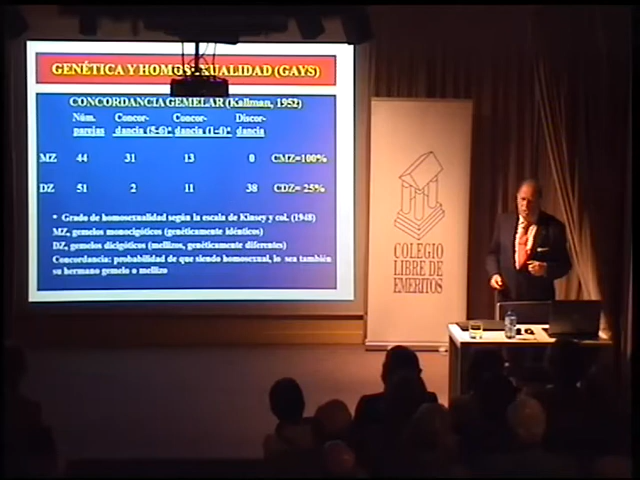 GENÉTICA Y HOMOSEXUALIDAD (GAYS)
CONCORDANCIA GEMELAR (Kallman, 1952)
Núm. Concor- Concor- Discor-
parejas dancia (5-6)* dancia (1-4)* dancia
MZ 44 31 13 0 CMZ=100%
DZ 51 2 11 38 CDZ= 25%
* Grado de homosexualidad según la escala de Kinsey y col. (1948)
MZ, gemelos monocigóticos (genéticamente idénticos)
DZ, gemelos dicigóticos (mellizos, genéticamente diferentes)
Concordancia: probabilidad de que siendo homosexual, lo sea también
su hermano gemelo o mellizo
COLEGIO
LIBRE DE
EMÉRITOS